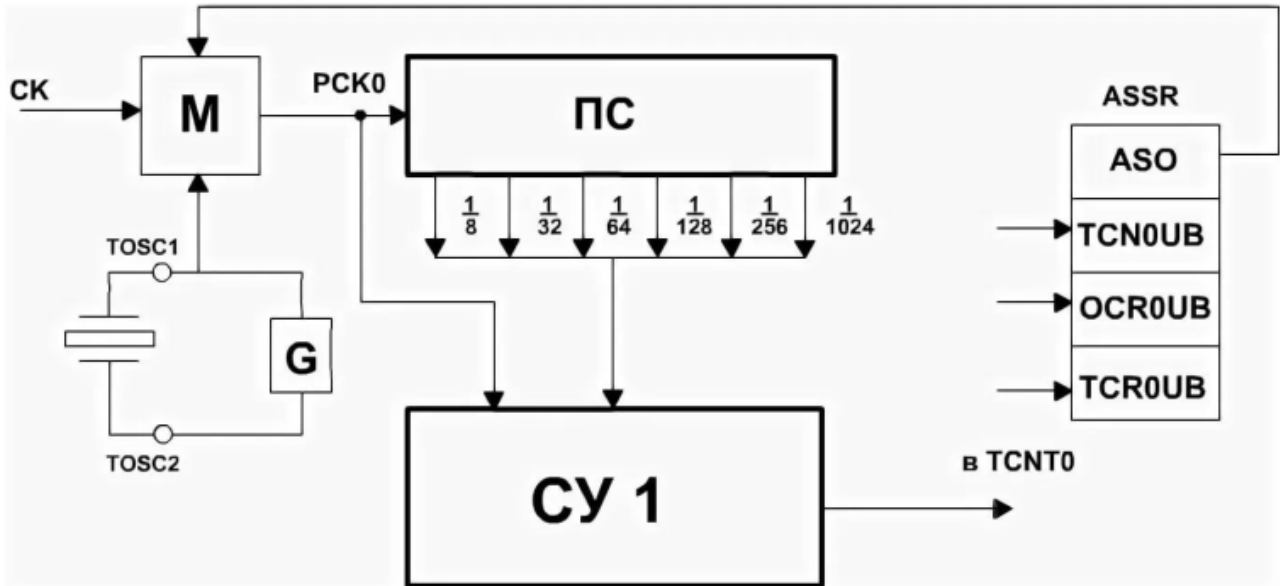 CK
M
PCK0
ПС
ASSR
ASO
TCN0UB
OCR0UB
TCR0UB
1/8
1/32
1/64
1/128
1/256
1/1024
TOSC1
G
TOSC2
СУ 1
в TCNT0